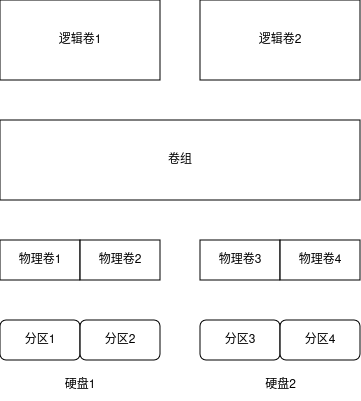 逻辑卷1 逻辑卷2
卷组
物理卷1 物理卷2 物理卷3 物理卷4
分区1 分区2 分区3 分区4
硬盘1 硬盘2